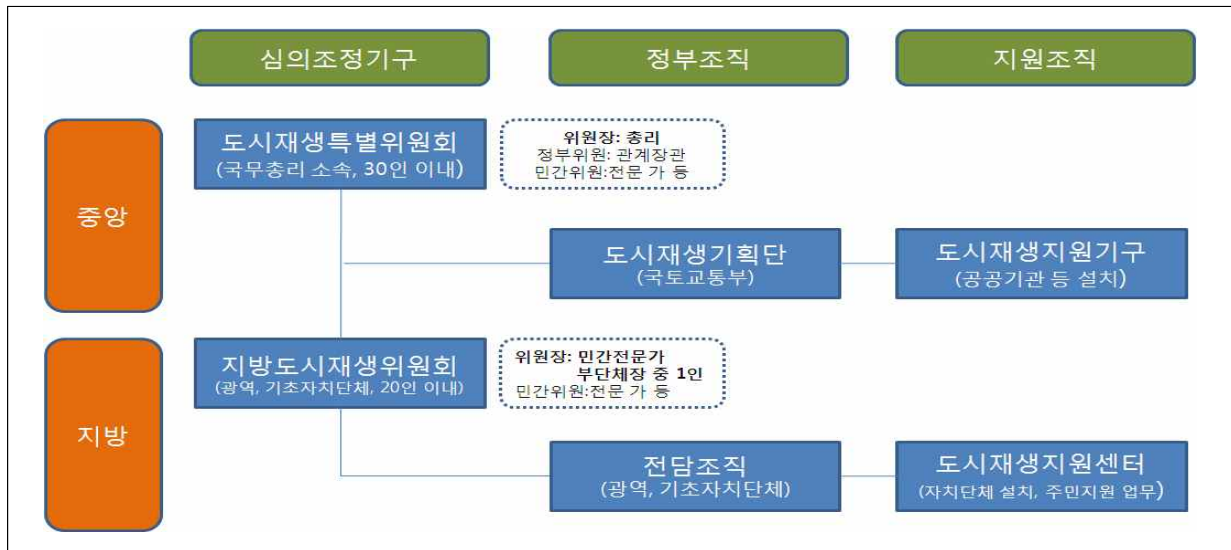 심의조정기구
정부조직
지원조직
중앙
도시재생특별위원회
(국무총리 소속, 30인 이내)
위원장: 총리
정부위원: 관계장관
민간위원:전문 가 등
도시재생기획단
(국토교통부)
도시재생지원기구
(공공기관 등 설치)
지방
지방도시재생위원회
(광역, 기초자치단체, 20인 이내)
위원장: 민간전문가
부단체장 중 1인
민간위원:전문 가 등
전담조직
(광역, 기초자치단체)
도시재생지원센터
(자치단체 설치, 주민지원 업무)